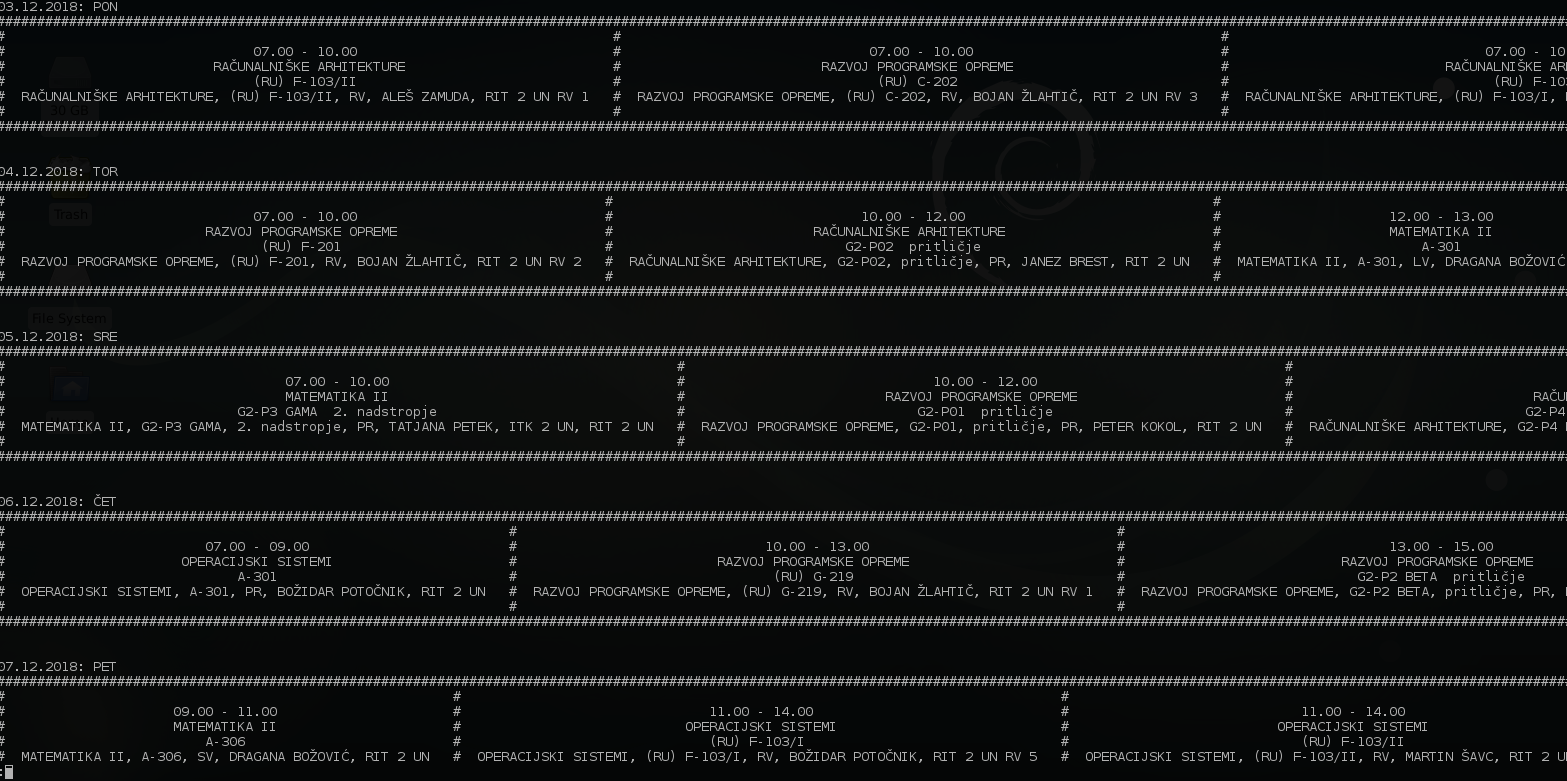 03.12.2018: PON
07.00 - 10.00 # 07.00 - 10.00 # 07.00 - 10
RAČUNALNIŠKE ARHITEKTURE RAZVOJ PROGRAMSKE OPREME RAČUNALNIŠKE AR
(RU) F-103/II (RU) C-202 (RU) F-10
# RAČUNALNIŠKE ARHITEKTURE, (RU) F-103/II, RV, ALEŠ ZAMUDA, RIT 2 UN RV 1 # RAZVOJ PROGRAMSKE OPREME, (RU) C-202, RV, BOJAN ŽLAHTIČ, RIT 2 UN RV 3 # RAČUNALNIŠKE ARHITEKTURE, (RU) F-103/I,
04.12.2018: TOR
# 07.00 - 10.00 # 10.00 - 12.00 # 12.00 - 13.00
# RAZVOJ PROGRAMSKE OPREME # RAČUNALNIŠKE ARHITEKTURE # MATEMATIKA II
# (RU) F-201 # G2-P02 pritličje # A-301
# RAZVOJ PROGRAMSKE OPREME, (RU) F-201, RV, BOJAN ŽLAHTIČ, RIT 2 UN RV 2 # RAČUNALNIŠKE ARHITEKTURE, G2-P02, pritličje, PR, JANEZ BREST, RIT 2 UN # MATEMATIKA II, A-301, LV, DRAGANA BOŽOVIĆ
Trash
File System
05.12.2018: SRE
# 07.00 - 10.00 # 10.00 - 12.00 #
# MATEMATIKA II # RAZVOJ PROGRAMSKE OPREME # RAČU
# G2-P3 GAMA 2. nadstropje # G2-P01 pritličje # G2-P4
# MATEMATIKA II, G2-P3 GAMA, 2. nadstropje, PR, TATJANA PETEK, ITK 2 UN, RIT 2 UN # RAZVOJ PROGRAMSKE OPREME, G2-P01, pritličje, PR, PETER KOKOL, RIT 2 UN # RAČUNALNIŠKE ARHITEKTURE, G2-P4
06.12.2018: ČET
# 07.00 - 09.00 # 10.00 - 13.00 # 13.00 - 15.00
# OPERACIJSKI SISTEMI # RAZVOJ PROGRAMSKE OPREME # RAZVOJ PROGRAMSKE OPREME
# A-301 # (RU) G-219 # G2-P2 BETA pritličje
# OPERACIJSKI SISTEMI, A-301, PR, BOŽIDAR POTOČNIK, RIT 2 UN # RAZVOJ PROGRAMSKE OPREME, (RU) G-219, RV, BOJAN ŽLAHTIČ, RIT 2 UN RV 1 # RAZVOJ PROGRAMSKE OPREME, G2-P2 BETA, pritličje, PR,
07.12.2018: PET
# 09.00 - 11.00 # 11.00 - 14.00 # 11.00 - 14.00
# MATEMATIKA II # OPERACIJSKI SISTEMI # OPERACIJSKI SISTEMI
# A-306 # (RU) F-103/I # (RU) F-103/II
# MATEMATIKA II, A-306, SV, DRAGANA BOŽOVIĆ, RIT 2 UN # OPERACIJSKI SISTEMI, (RU) F-103/I, RV, BOŽIDAR POTOČNIK, RIT 2 UN RV 5 # OPERACIJSKI SISTEMI, (RU) F-103/II, RV, MARTIN ŠAVC, RIT 2 U
: